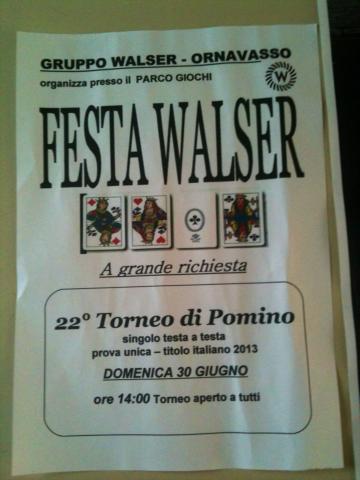 GRUPPO WALSER - ORNAVASSO
organizza presso il PARCO GIOCHI
W
FESTA WALSER
A grande richiesta
22° Torneo di Pomino
singolo testa a testa
prova unica – titolo italiano 2013
DOMENICA 30 GIUGNO
ore 14:00 Torneo aperto a tutti